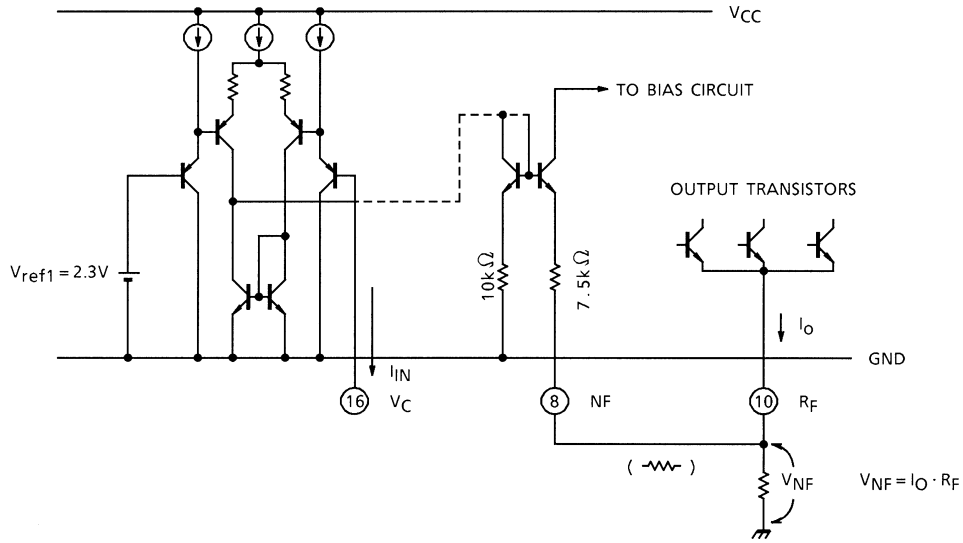 VCC
TO BIAS CIRCUIT
OUTPUT TRANSISTORS
Vref1 = 2.3V
10kΩ
7.5kΩ
IO
GND
IIN
16
VC
8
NF
10
RF
( )
VNF
VNF = IO · RF